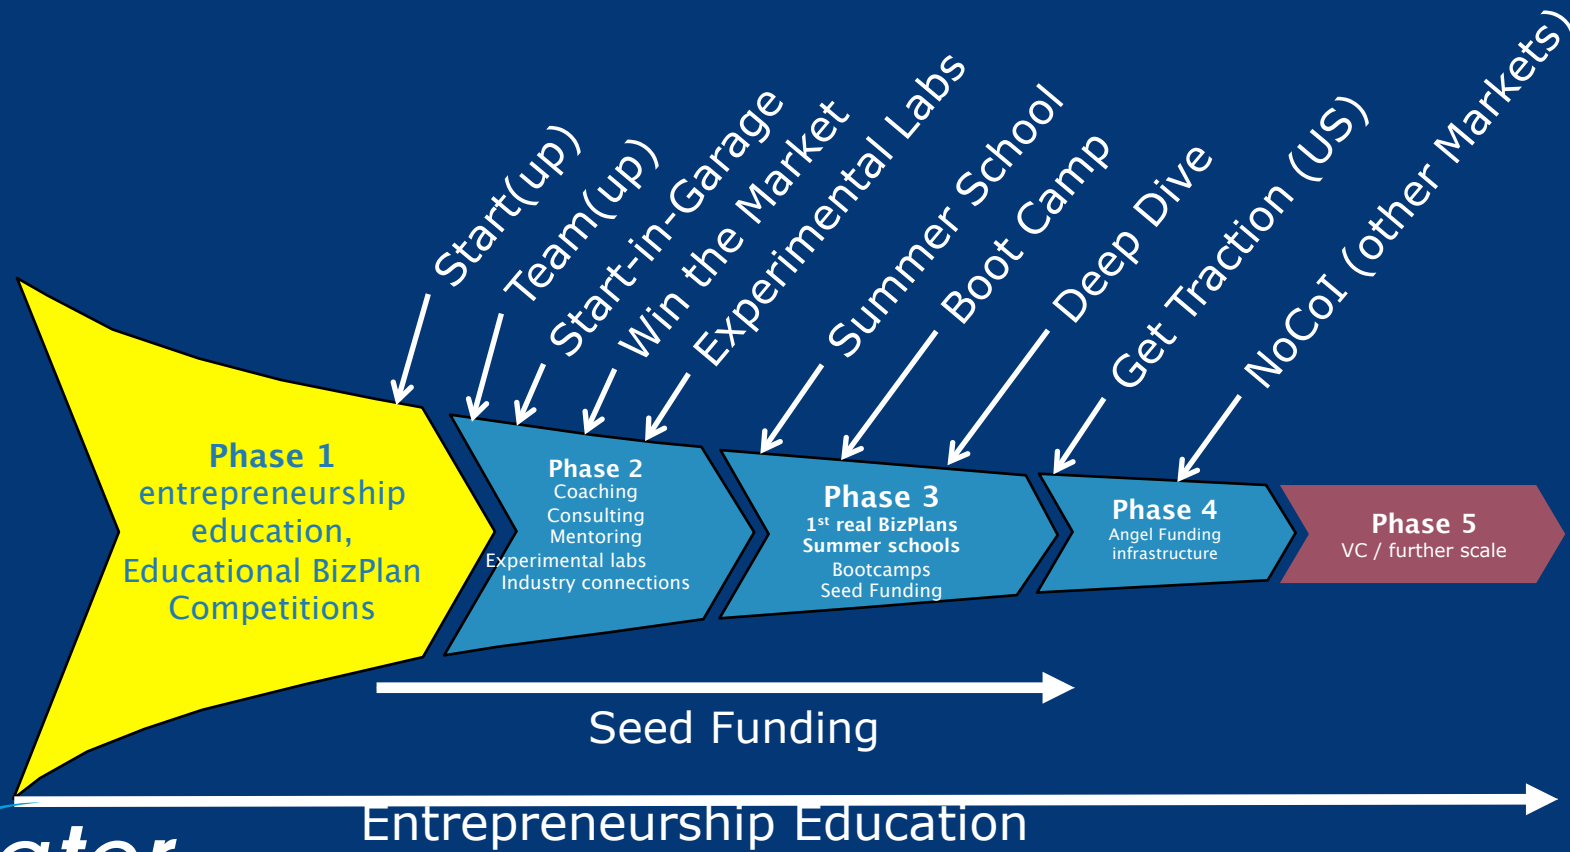 Start(up)
Team(up)
Start-in-Garage
Win the Market
Experimental Labs
Summer School
Boot Camp
Deep Dive
Get Traction (US)
NoCoI (other Markets)
Phase 1
entrepreneurship
education,
Educational BizPlan
Competitions
Phase 2
Coaching
Consulting
Mentoring
Experimental labs
Industry connections
Phase 3
1st real BizPlans
Summer schools
Bootcamps
Seed Funding
Phase 4
Angel Funding
infrastructure
Phase 5
VC / further scale
Seed Funding
Entrepreneurship Education